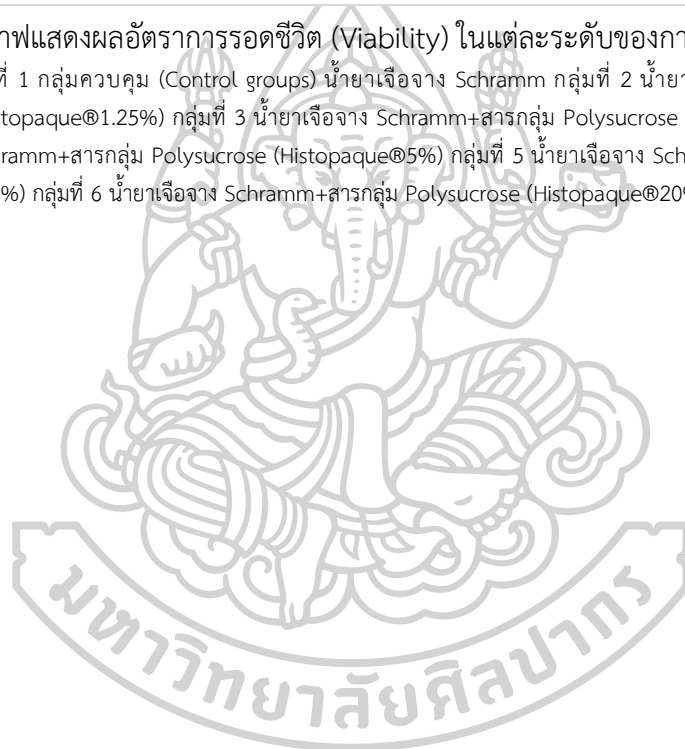 าฟแสดงผลอัตราการรอดชีวิต (Viability) ในแต่ละระดับของกา
ที่ 1 กลุ่มควบคุม (Control groups) น้ำยาเจือจาง Schramm กลุ่มที่ 2 น้ำยา
topaque®1.25%) กลุ่มที่ 3 น้ำยาเจือจาง Schramm+สารกลุ่ม Polysucrose
ramm+สารกลุ่ม Polysucrose (Histopaque®5%) กลุ่มที่ 5 น้ำยาเจือจาง Sch
%) กลุ่มที่ 6 น้ำยาเจือจาง Schramm+สารกลุ่ม Polysucrose (Histopaque®20%
มหาวิทยาลัยศิลปากร